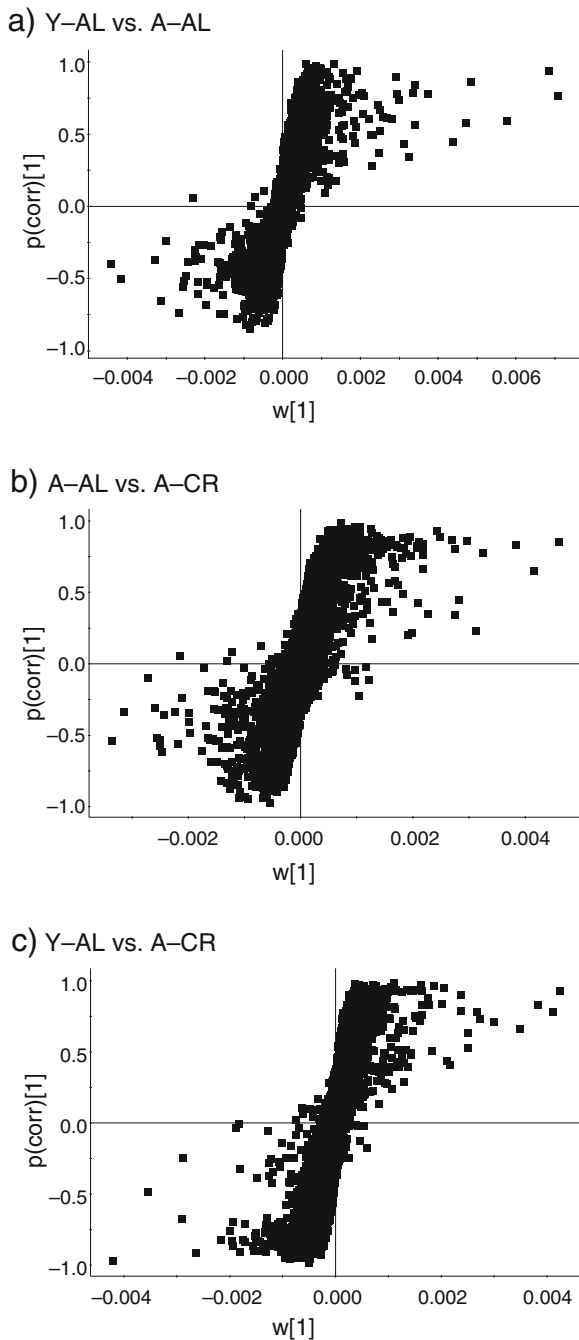 a) Y–AL vs. A–AL
1.0
0.5
0.0
−0.5
−1.0
p(corr)[1]
−0.004 −0.002 0.000 0.002 0.004 0.006
w[1]
b) A–AL vs. A–CR
1.0
0.5
0.0
−0.5
−1.0
p(corr)[1]
−0.002 0.000 0.002 0.004
w[1]
c) Y–AL vs. A–CR
1.0
0.5
0.0
−0.5
−1.0
p(corr)[1]
−0.004 −0.002 0.000 0.002 0.004
w[1]